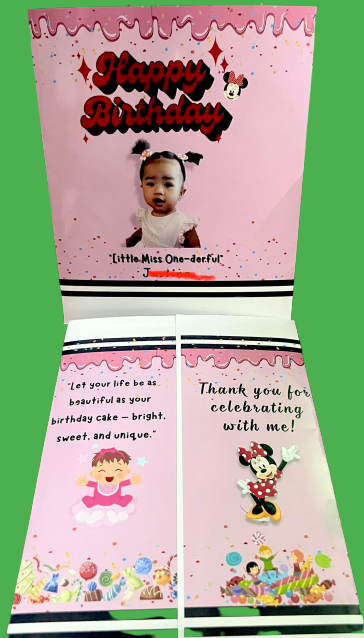 Happy
Birthday
"Little Miss One-derful"
"Let your life be as
beautiful as your
birthday cake – bright,
sweet, and unique."
Thank you for
celebrating
with me!